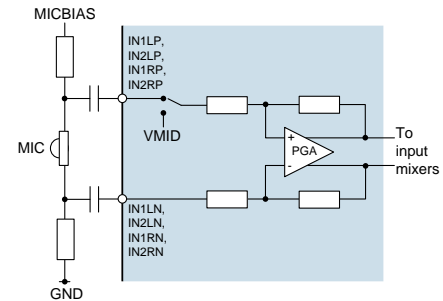 MICBIAS
IN1LP,
IN2LP,
IN1RP,
IN2RP
VMID
MIC
+
PGA
-
To
input
mixers
IN1LN,
IN2LN,
IN1RN,
IN2RN
GND